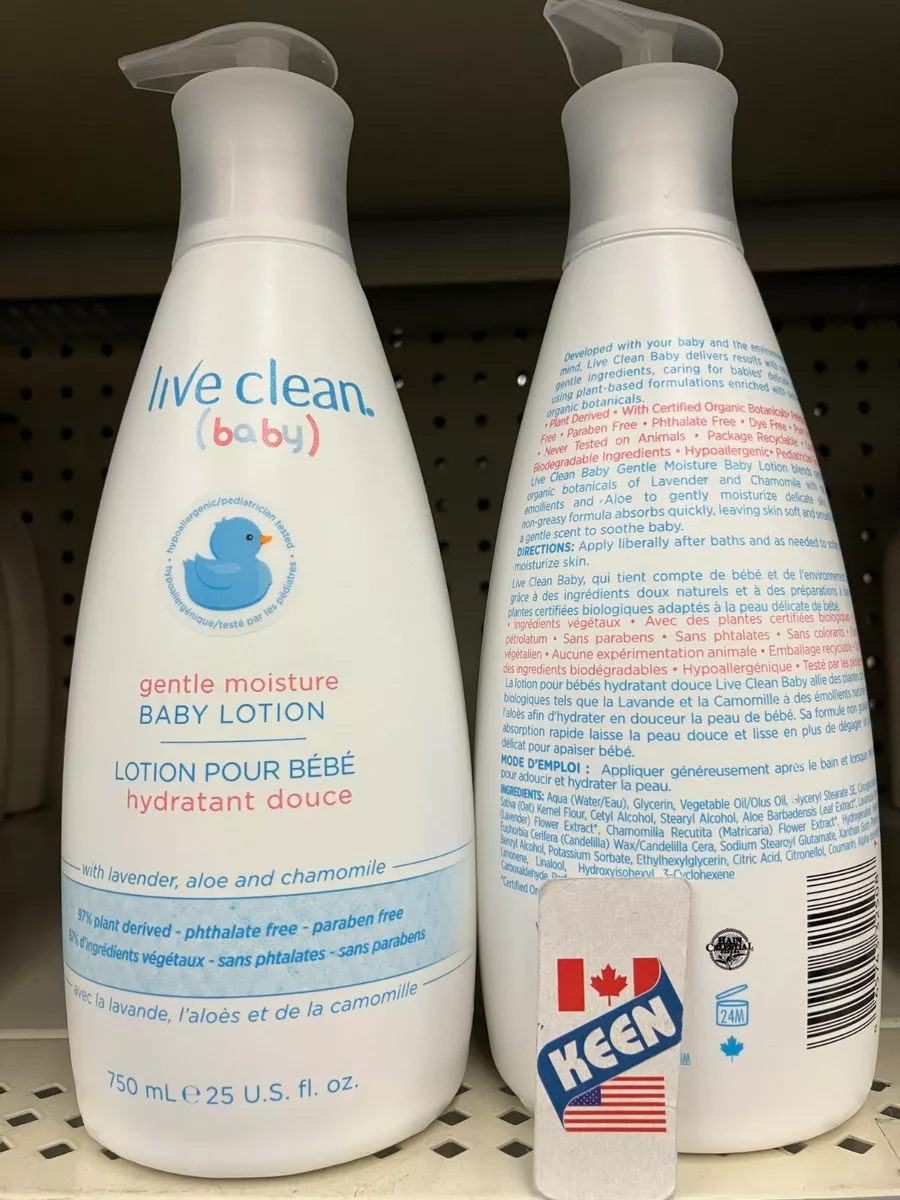 live clean.
(baby)
hypoallergenic/pediatrician tested
hypoallergénique/testé par les pédiatres
gentle moisture
BABY LOTION
LOTION POUR BÉBÉ
hydratant douce
with lavender, aloe and chamomile
97% plant derived - phthalate free - paraben free
d'ingrédients végétaux - sans phtalates - sans parabens
avec la lavande, l'aloès et de la camomille
750 mL ℮ 25 U.S. fl. oz.
Developed with your baby and the
mind, Live Clean Baby delivers results
gentle ingredients, caring for babies'
using plant-based formulations enriched
organic botanicals.
• Plant Derived • With Certified Organic Botanicals
Free • Paraben Free • Phthalate Free • Dye Free •
• Never Tested on Animals • Package Recyclable •
Biodegradable Ingredients • Hypoallergenic •
Live Clean Baby Gentle Moisture Baby Lotion
organic botanicals of Lavender and Chamomile
emollients and Aloe to gently moisturize delicate
non-greasy formula absorbs quickly, leaving skin soft and
a gentle scent to soothe baby.
DIRECTIONS: Apply liberally after baths and as needed to
moisturize skin.
Live Clean Baby, qui tient compte de bébé et de
grâce à des ingrédients doux naturels et à des préparations à
plantes certifiées biologiques adaptés à la peau délicate de bébé.
• Ingrédients végétaux • Avec des plantes certifiées
pétrolatum • Sans parabens • Sans phtalates • Sans colorants •
végétalien • Aucune expérimentation animale • Emballage recyclable •
des ingredients biodégradables • Hypoallergénique • Testé par les
La lotion pour bébés hydratant douce Live Clean Baby allie des plantes
biologiques tels que la Lavande et la Camomille à des émollients
l'aloès afin d'hydrater en douceur la peau de bébé. Sa formule non
absorption rapide laisse la peau douce et lisse en plus de dégager
délicat pour apaiser bébé.
MODE D'EMPLOI : Appliquer généreusement après le bain et
pour adoucir et hydrater la peau.
INGREDIENTS: Aqua (Water/Eau), Glycerin, Vegetable Oil/Olus Oil, Glyceryl Stearate SE,
Sativa (Oat) Kernel Flour, Cetyl Alcohol, Stearyl Alcohol, Aloe Barbadensis Leaf Extract*,
(Lavender) Flower Extract*, Chamomilla Recutita (Matricaria) Flower Extract*,
Euphorbia Cerifera (Candelilla) Wax/Candelilla Cera, Sodium Stearoyl Glutamate, Xanthan Gum,
Benzyl Alcohol, Potassium Sorbate, Ethylhexylglycerin, Citric Acid, Citronellol, Coumarin,
Limonene, Linalool, Hydroxyisohexyl 3-Cyclohexene
*Certified
HAIN
CELESTIAL
24M
KEEN